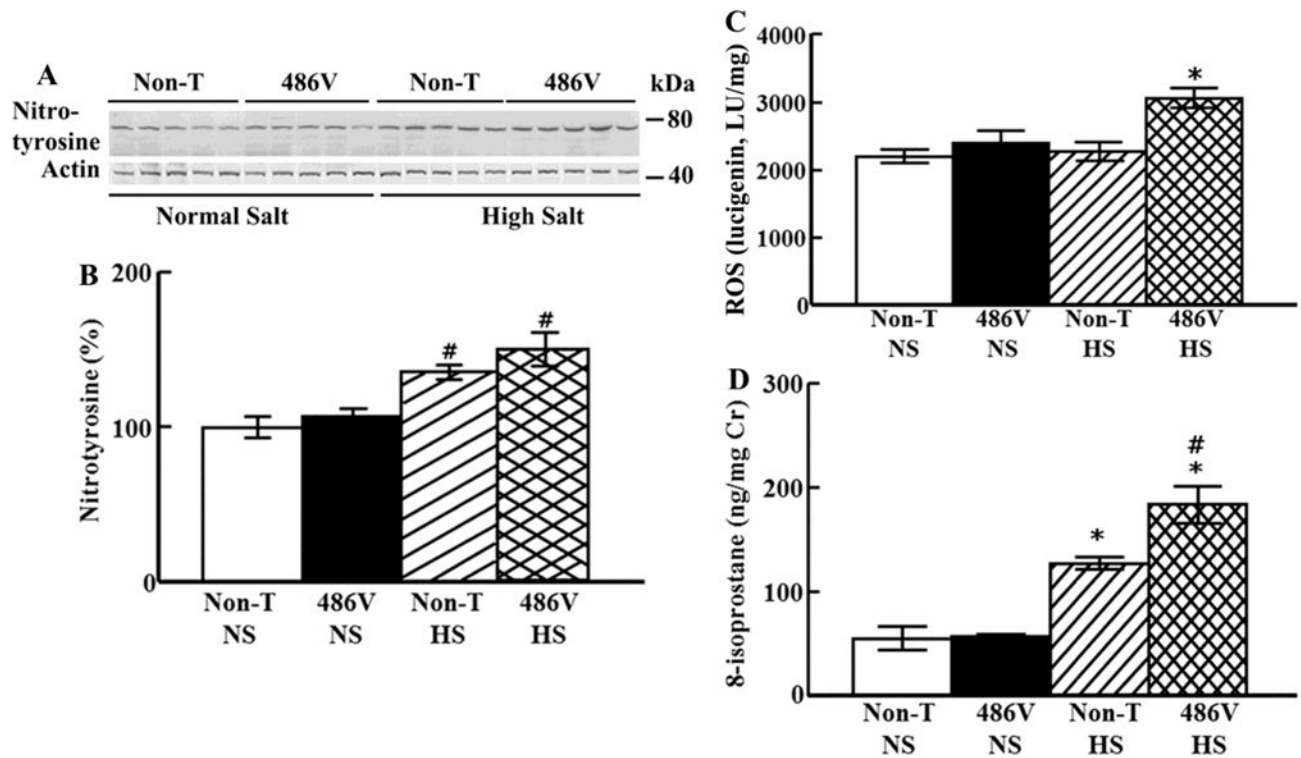 A
Non-T 486V Non-T 486V kDa
Nitro-
tyrosine
80
Actin
40
Normal Salt High Salt
B
Nitrotyrosine (%)
200
100
0
#
#
Non-T 486V Non-T 486V
NS NS HS HS
C
ROS (lucigenin, LU/mg)
4000
3000
2000
1000
0
*
Non-T 486V Non-T 486V
NS NS HS HS
D
8-isoprostane (ng/mg Cr)
300
200
100
0
*
#
*
Non-T 486V Non-T 486V
NS NS HS HS